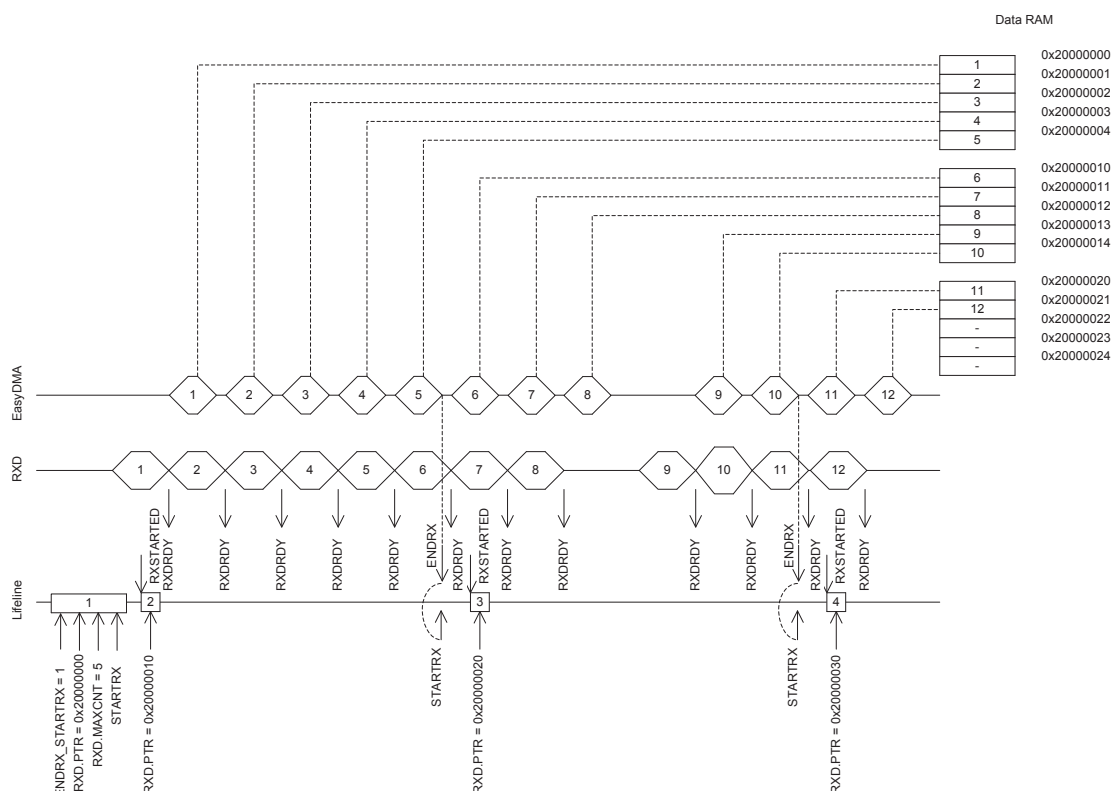 Data RAM
1
2
3
4
5
0x20000000
0x20000001
0x20000002
0x20000003
0x20000004
6
7
8
9
10
0x20000010
0x20000011
0x20000012
0x20000013
0x20000014
11
12
-
-
-
0x20000020
0x20000021
0x20000022
0x20000023
0x20000024
EasyDMA
1
2
3
4
5
6
7
8
9
10
11
12
RXD
1
2
3
4
5
6
7
8
9
10
11
12
RXSTARTED
RXDRDY
RXDRDY
RXDRDY
RXDRDY
RXDRDY
ENDRX
RXDRDY
RXSTARTED
RXDRDY
RXDRDY
RXDRDY
RXDRDY
ENDRX
RXDRDY
RXSTARTED
RXDRDY
Lifeline
1
2
3
4
ENDRX_STARTRX = 1
RXD.PTR = 0x20000000
RXD.MAXCNT = 5
STARTRX
RXD.PTR = 0x20000010
STARTRX
RXD.PTR = 0x20000020
STARTRX
RXD.PTR = 0x20000030